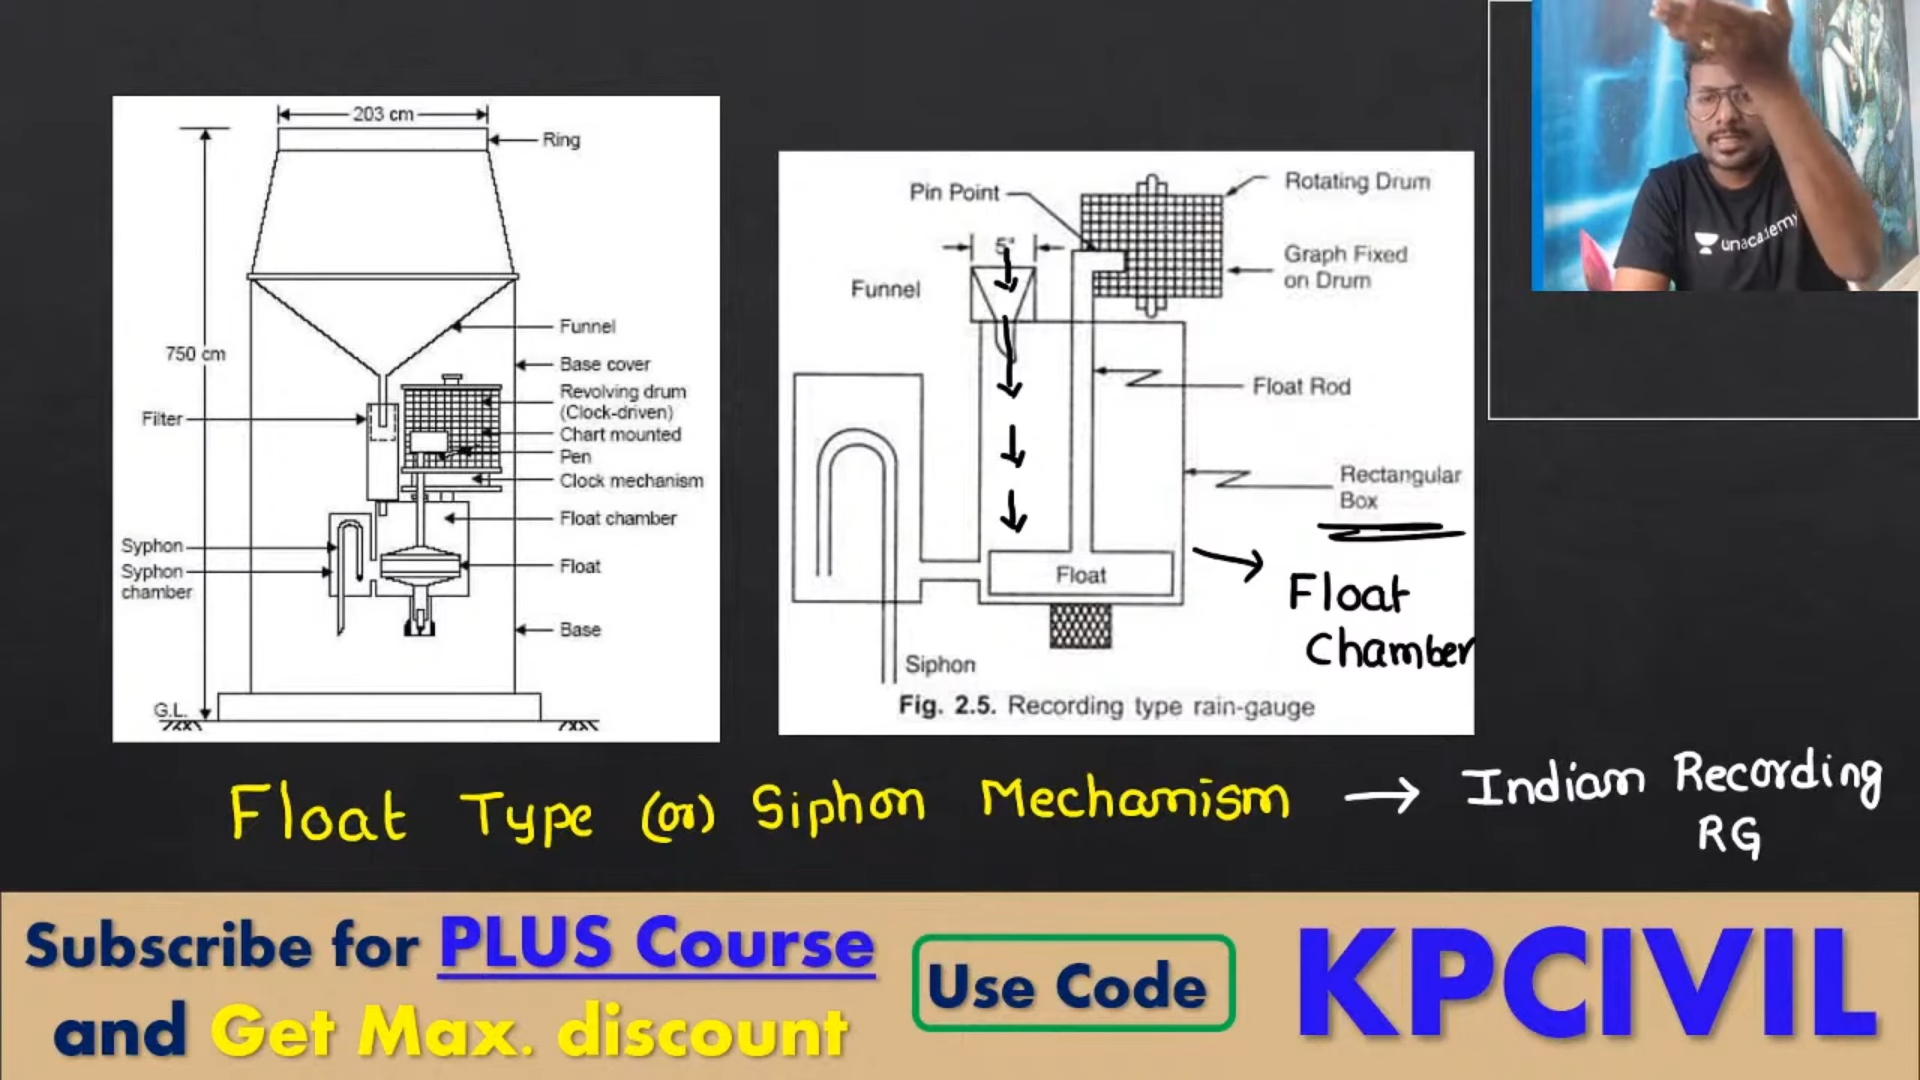 203 cm
Ring
750 cm
Funnel
Base cover
Revolving drum
(Clock-driven)
Filter
Chart mounted
Pen
Clock mechanism
Float chamber
Syphon
Syphon
chamber
Float
Base
G.L.
Pin Point
Rotating Drum
5"
Graph Fixed
on Drum
Funnel
Float Rod
Rectangular
Box
Float
Siphon
Fig. 2.5. Recording type rain-gauge
Float
Chamber
unacademy
Float Type (or) Siphon Mechanism → Indian Recording
RG
Subscribe for PLUS Course
and Get Max. discount
Use Code
KPCIVIL